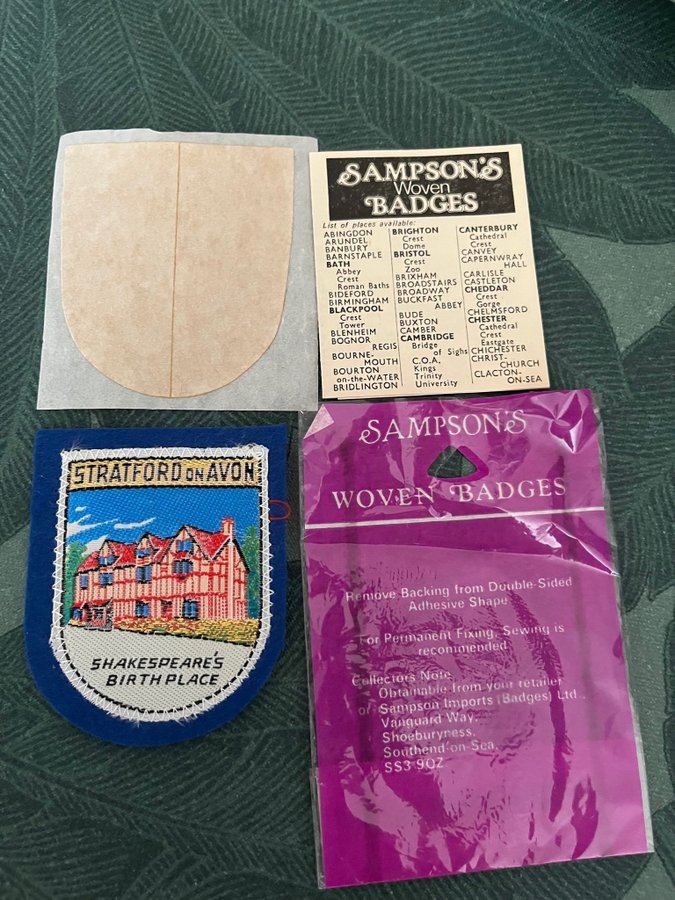 SAMPSON'S
Woven
BADGES
List of places available:
ABINGDON
ARUNDEL
BANBURY
BARNSTAPLE
BATH
Abbey
Crest
Roman Baths
BIDEFORD
BIRMINGHAM
BLACKPOOL
Crest
Tower
BLENHEIM
BOGNOR
REGIS
BOURNE-
MOUTH
BOURTON
on-the-WATER
BRIDLINGTON
BRIGHTON
Crest
Dome
BRISTOL
Crest
Zoo
BRIXHAM
BROADSTAIRS
BROADWAY
BUCKFAST
ABBEY
BUDE
BUXTON
CAMBER
CAMBRIDGE
Bridge
of Sighs
C.O.A.
Kings
Trinity
University
CANTERBURY
Cathedral
Crest
CANVEY
CAPERNWRAY
HALL
CARLISLE
CASTLETON
CHEDDAR
Crest
Gorge
CHELMSFORD
CHESTER
Cathedral
Crest
Eastgate
CHICHESTER
CHRIST-
CHURCH
CLACTON-
ON-SEA
STRATFORD ON AVON
SHAKESPEARE'S
BIRTH PLACE
SAMPSON'S
WOVEN BADGES
Remove Backing from Double-Sided
Adhesive Shape
For Permanent Fixing, Sewing is
recommended
Collectors Note
Obtainable from your retailer
or Sampson Imports (Badges) Ltd.,
Vanguard Way,
Shoeburyness,
Southend-on-Sea,
SS3 9QZ